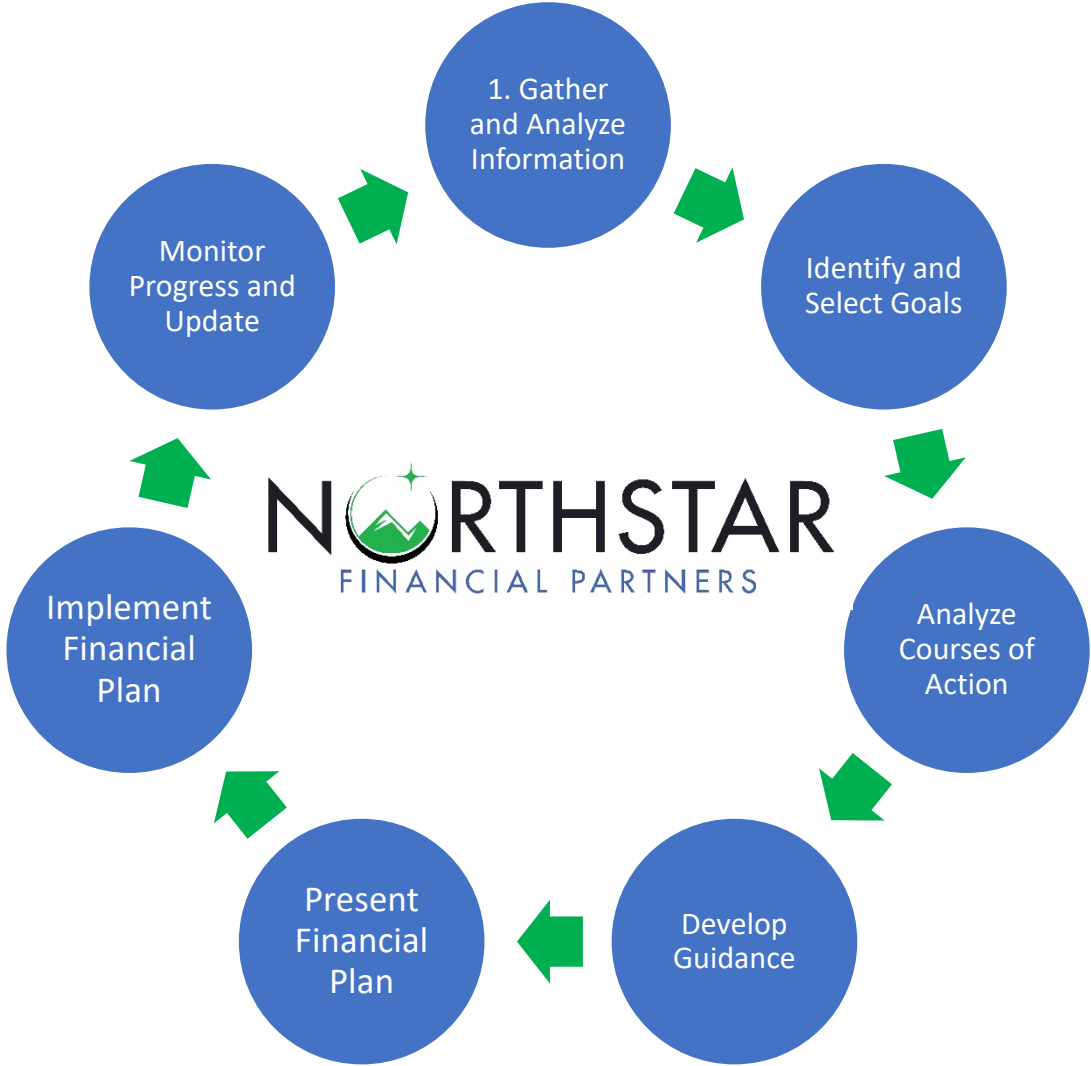 1. Gather
and Analyze
Information
Identify and
Select Goals
Analyze
Courses of
Action
Develop
Guidance
Present
Financial
Plan
Implement
Financial
Plan
Monitor
Progress and
Update
NORTHSTAR
FINANCIAL PARTNERS